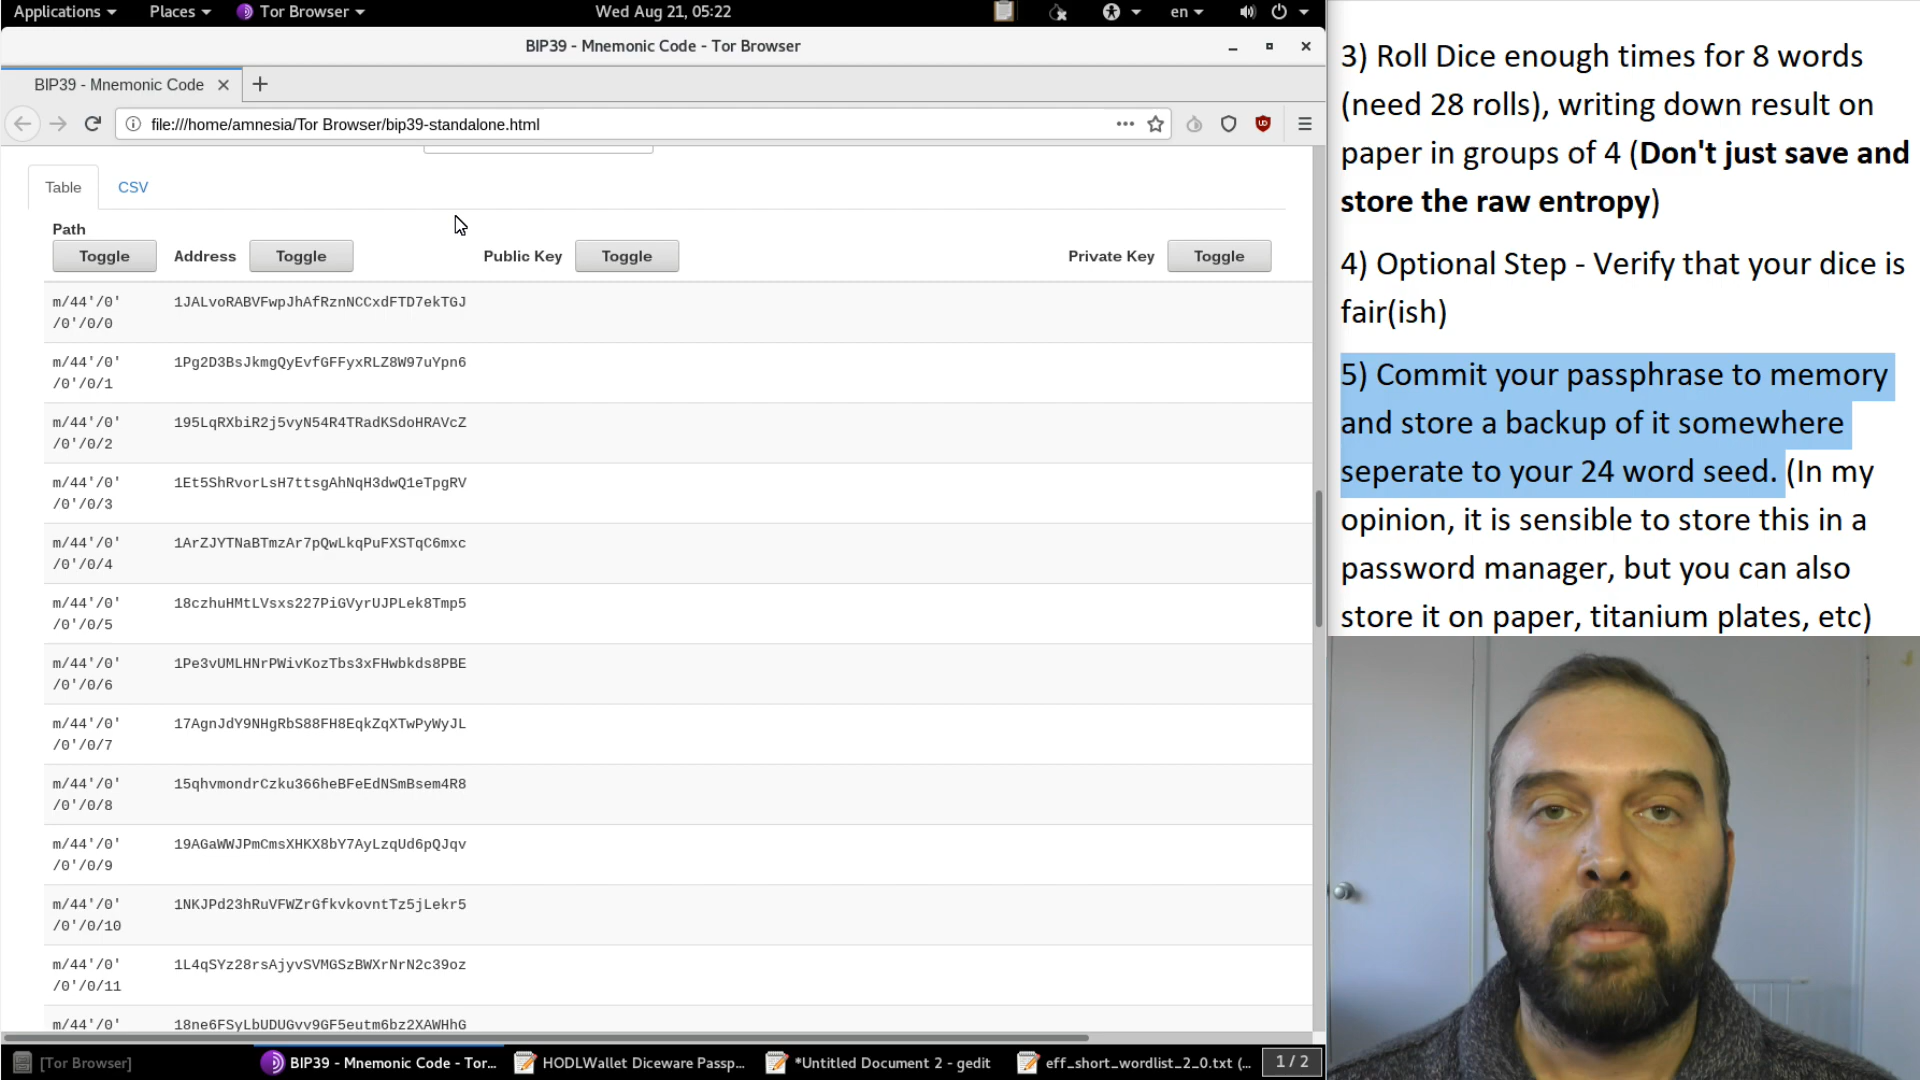 Applications
Places
Tor Browser
Wed Aug 21, 05:22
en
BIP39 - Mnemonic Code - Tor Browser
BIP39 - Mnemonic Code
file:///home/amnesia/Tor Browser/bip39-standalone.html
Table
CSV
Path
Toggle
Address
Toggle
Public Key
Toggle
Private Key
Toggle
m/44'/0' 1JALvoRABVFwpJhAfRznNCCxdFTD7ekTGJ
/0'/0/0
m/44'/0' 1Pg2D3BsJkmgQyEvfGFFyxRLZ8W97uYpn6
/0'/0/1
m/44'/0' 195LqRXbiR2j5vyN54R4TRadKSdoHRAVcZ
/0'/0/2
m/44'/0' 1Et5ShRvorLsH7ttsgAhNqH3dwQ1eTpgRV
/0'/0/3
m/44'/0' 1ArZJYTNaBTmzAr7pQwLkqPuFXSTqC6mxc
/0'/0/4
m/44'/0' 18czhuHMtLVsxs227PiGVyrUJPLek8Tmp5
/0'/0/5
m/44'/0' 1Pe3vUMLHNrPWivKozTbs3xFHwbkds8PBE
/0'/0/6
m/44'/0' 17AgnJdY9NHgRbS88FH8EqkZqXTwPyWyJL
/0'/0/7
m/44'/0' 15qhvmondrCzku366heBFeEdNSmBsem4R8
/0'/0/8
m/44'/0' 19AGaWWJPmCmsXHKX8bY7AyLzqUd6pQJqv
/0'/0/9
m/44'/0' 1NKJPd23hRuVFWZrGfkvkovntTz5jLekr5
/0'/0/10
m/44'/0' 1L4qSYz28rsAjyvSVMGSzBWXrNrN2c39oz
/0'/0/11
m/44'/0' 18ne6FSyLbUDUGvv9GF5eutm6bz2XAWHhG
[Tor Browser]
BIP39 - Mnemonic Code - Tor...
HODLWallet Diceware Passp...
*Untitled Document 2 - gedit
eff_short_wordlist_2_0.txt (...
1 / 2
3) Roll Dice enough times for 8 words
(need 28 rolls), writing down result on
paper in groups of 4 (Don't just save and
store the raw entropy)
4) Optional Step - Verify that your dice is
fair(ish)
5) Commit your passphrase to memory
and store a backup of it somewhere
seperate to your 24 word seed. (In my
opinion, it is sensible to store this in a
password manager, but you can also
store it on paper, titanium plates, etc)